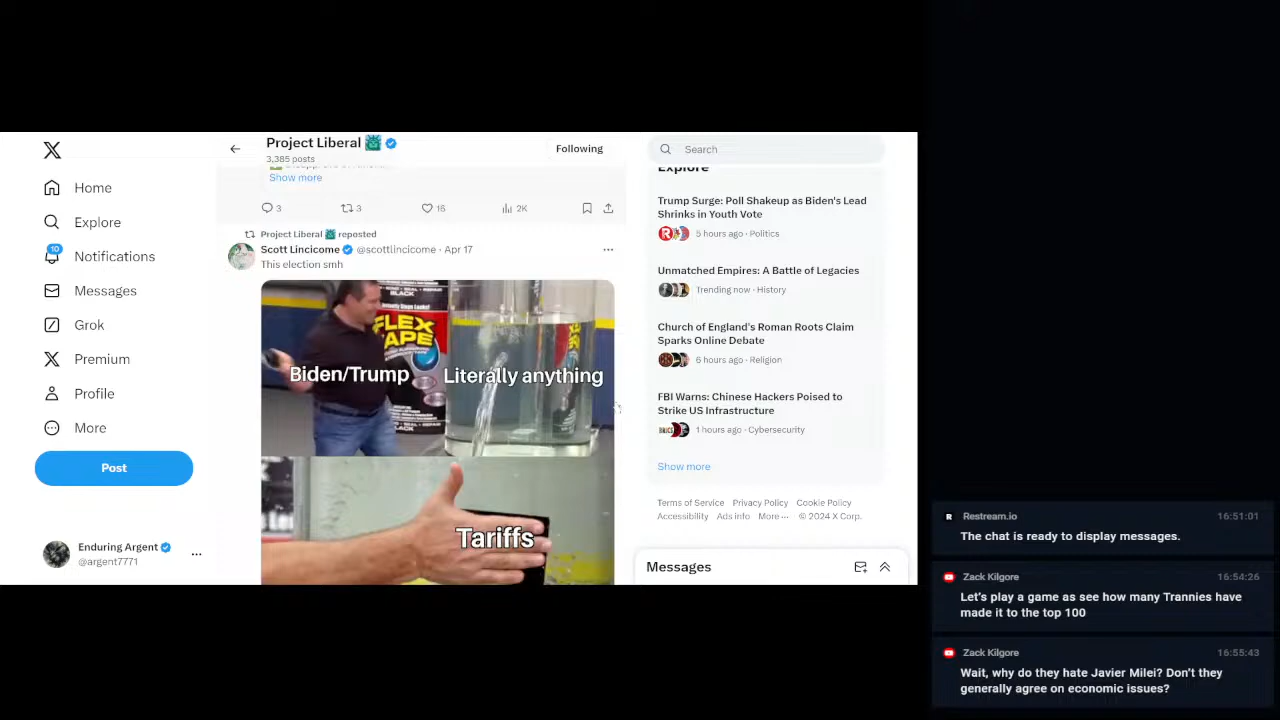 Project Liberal
3,385 posts
Following
Search
Show more
3
3
16
2K
Project Liberal reposted
Scott Lincicome @scottlincicome · Apr 17
This election smh
BLACK
FLEX
TAPE
Biden/Trump
Literally anything
Tariffs
Home
Explore
10
Notifications
Messages
Grok
Premium
Profile
More
Post
Enduring Argent
@argent7771
Explore
Trump Surge: Poll Shakeup as Biden's Lead
Shrinks in Youth Vote
5 hours ago · Politics
Unmatched Empires: A Battle of Legacies
Trending now · History
Church of England's Roman Roots Claim
Sparks Online Debate
6 hours ago · Religion
FBI Warns: Chinese Hackers Poised to
Strike US Infrastructure
1 hours ago · Cybersecurity
Show more
Terms of Service Privacy Policy Cookie Policy
Accessibility Ads info More ··· © 2024 X Corp.
Messages
Restream.io 16:51:01
The chat is ready to display messages.
Zack Kilgore 16:54:26
Let's play a game as see how many Trannies have
made it to the top 100
Zack Kilgore 16:55:43
Wait, why do they hate Javier Milei? Don't they
generally agree on economic issues?